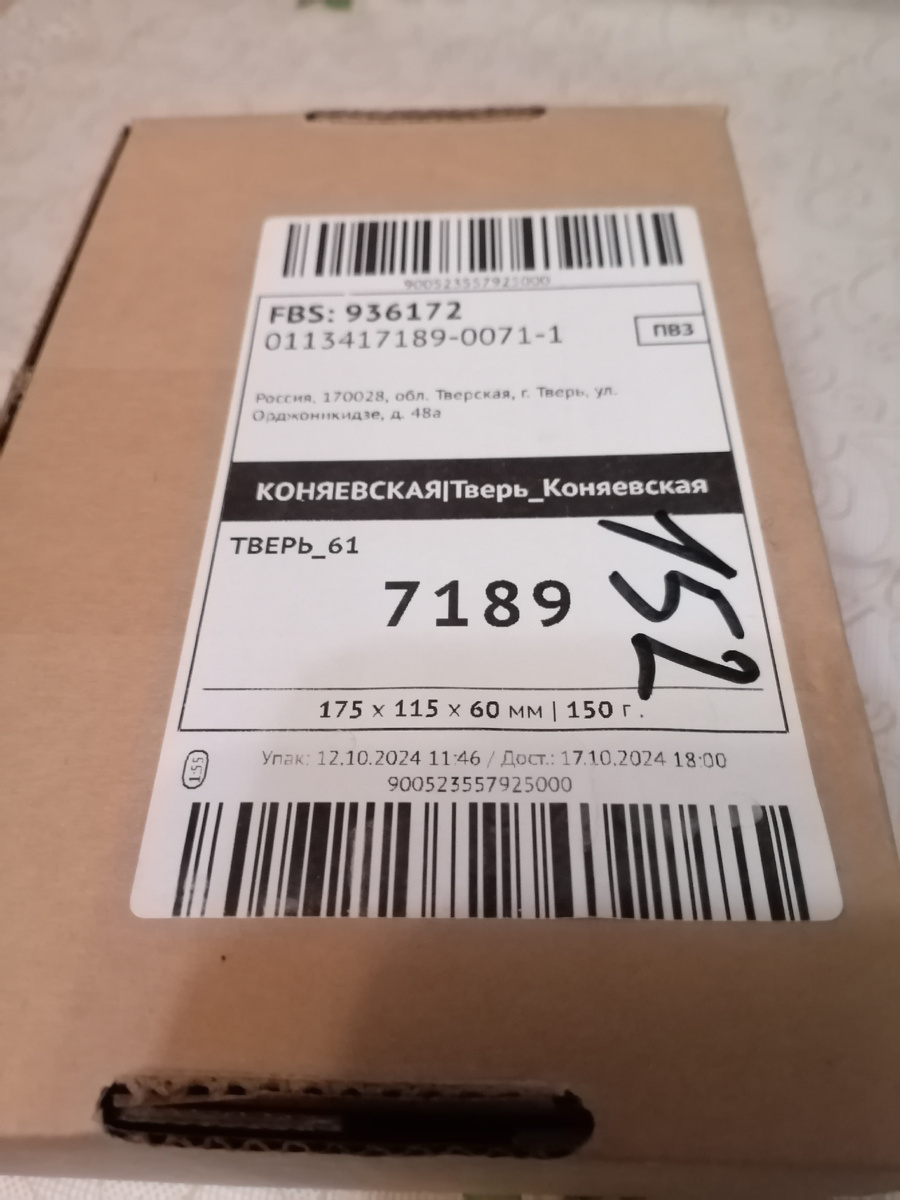 900523557925000
FBS: 936172
0113417189-0071-1
ПВЗ
Россия, 170028, обл. Тверская, г. Тверь, ул.
Орджоникидзе, д. 48а
КОНЯЕВСКАЯ|Тверь_Коняевская
ТВЕРЬ_61
7189
152
175 x 115 x 60 мм | 150 г.
1:55
Упак: 12.10.2024 11:46 / Дост.: 17.10.2024 18:00
900523557925000